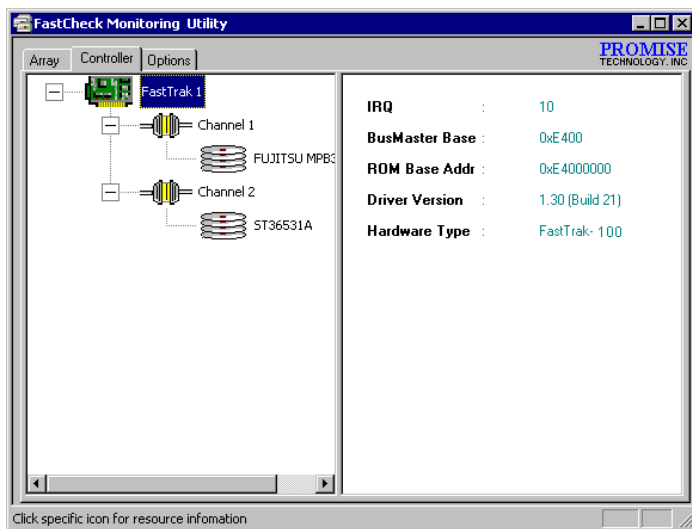 FastCheck Monitoring Utility
Array Controller Options
PROMISE
TECHNOLOGY, INC
FastTrak 1
Channel 1
FUJITSU MPB3
Channel 2
ST36531A
IRQ : 10
BusMaster Base : 0xE400
ROM Base Addr : 0xE4000000
Driver Version : 1.30 (Build 21)
Hardware Type : FastTrak- 100
Click specific icon for resource infomation